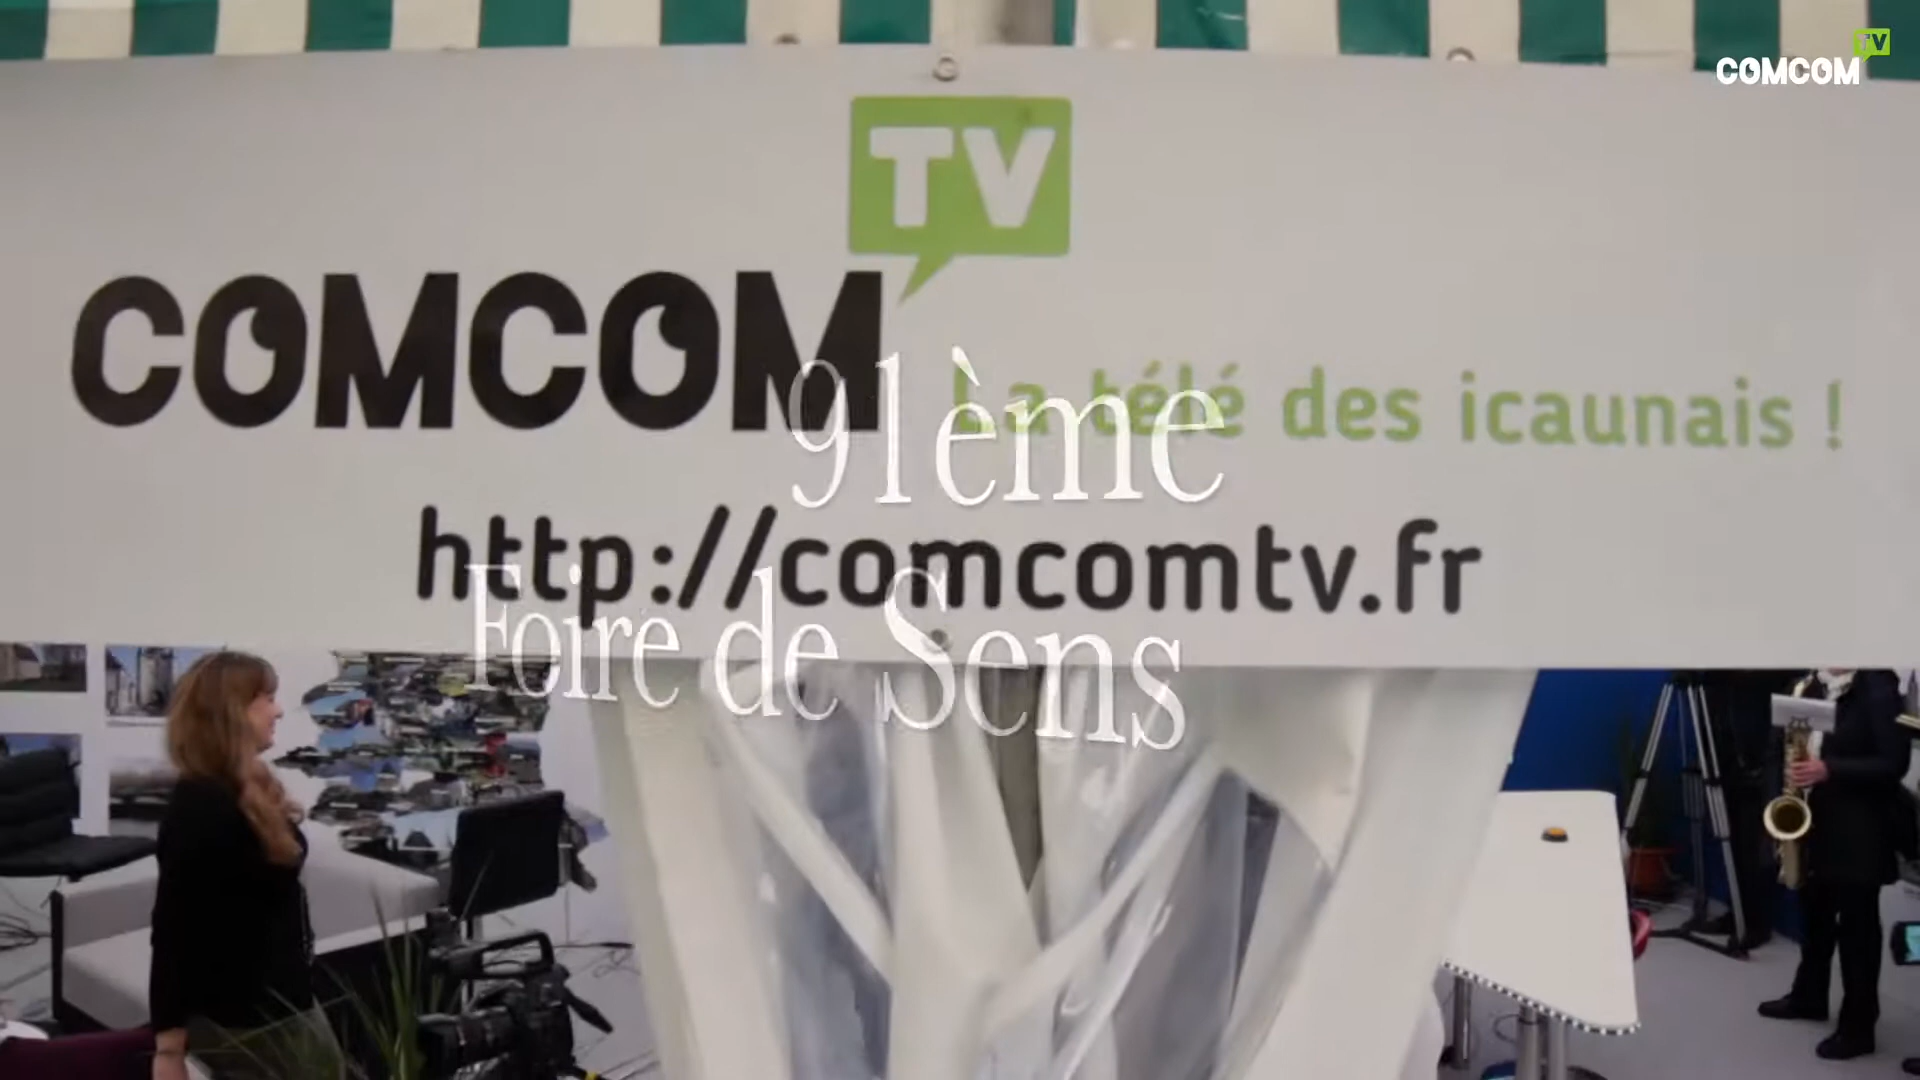 TV
COMCOM
TV
COMCOM
La télé des icaunais !
91ème
http://comcomtv.fr
Foire de Sens